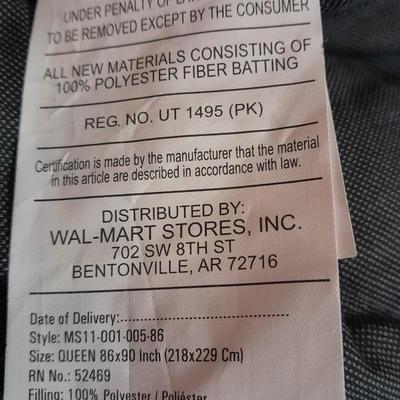 UNDER PENALTY OF LAW
TO BE REMOVED EXCEPT BY THE CONSUMER
ALL NEW MATERIALS CONSISTING OF
100% POLYESTER FIBER BATTING
REG. NO. UT 1495 (PK)
Certification is made by the manufacturer that the material
in this article are described in accordance with law.
DISTRIBUTED BY:
WAL-MART STORES, INC.
702 SW 8TH ST
BENTONVILLE, AR 72716
Date of Delivery:........................
Style: MS11-001-005-86
Size: QUEEN 86x90 Inch (218x229 Cm)
RN No.: 52469
Filling: 100% Polyester / Poliéster